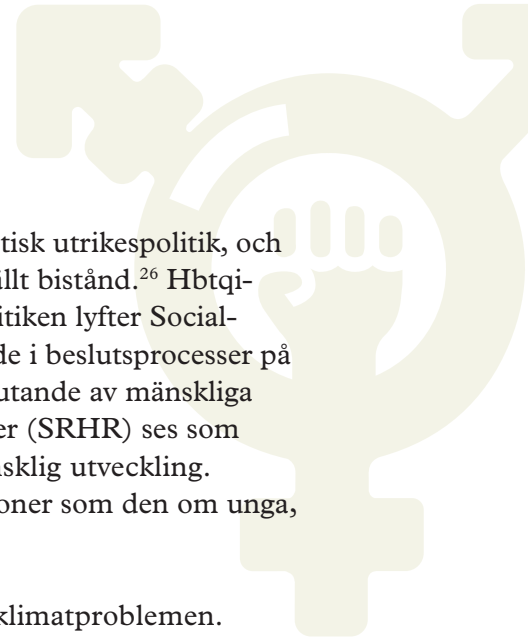 tisk utrikespolitik, och
ällt bistånd.²⁶ Hbtqi-
itiken lyfter Social-
de i beslutsprocesser på
utande av mänskliga
er (SRHR) ses som
nsklig utveckling.
oner som den om unga,
klimatproblemen.